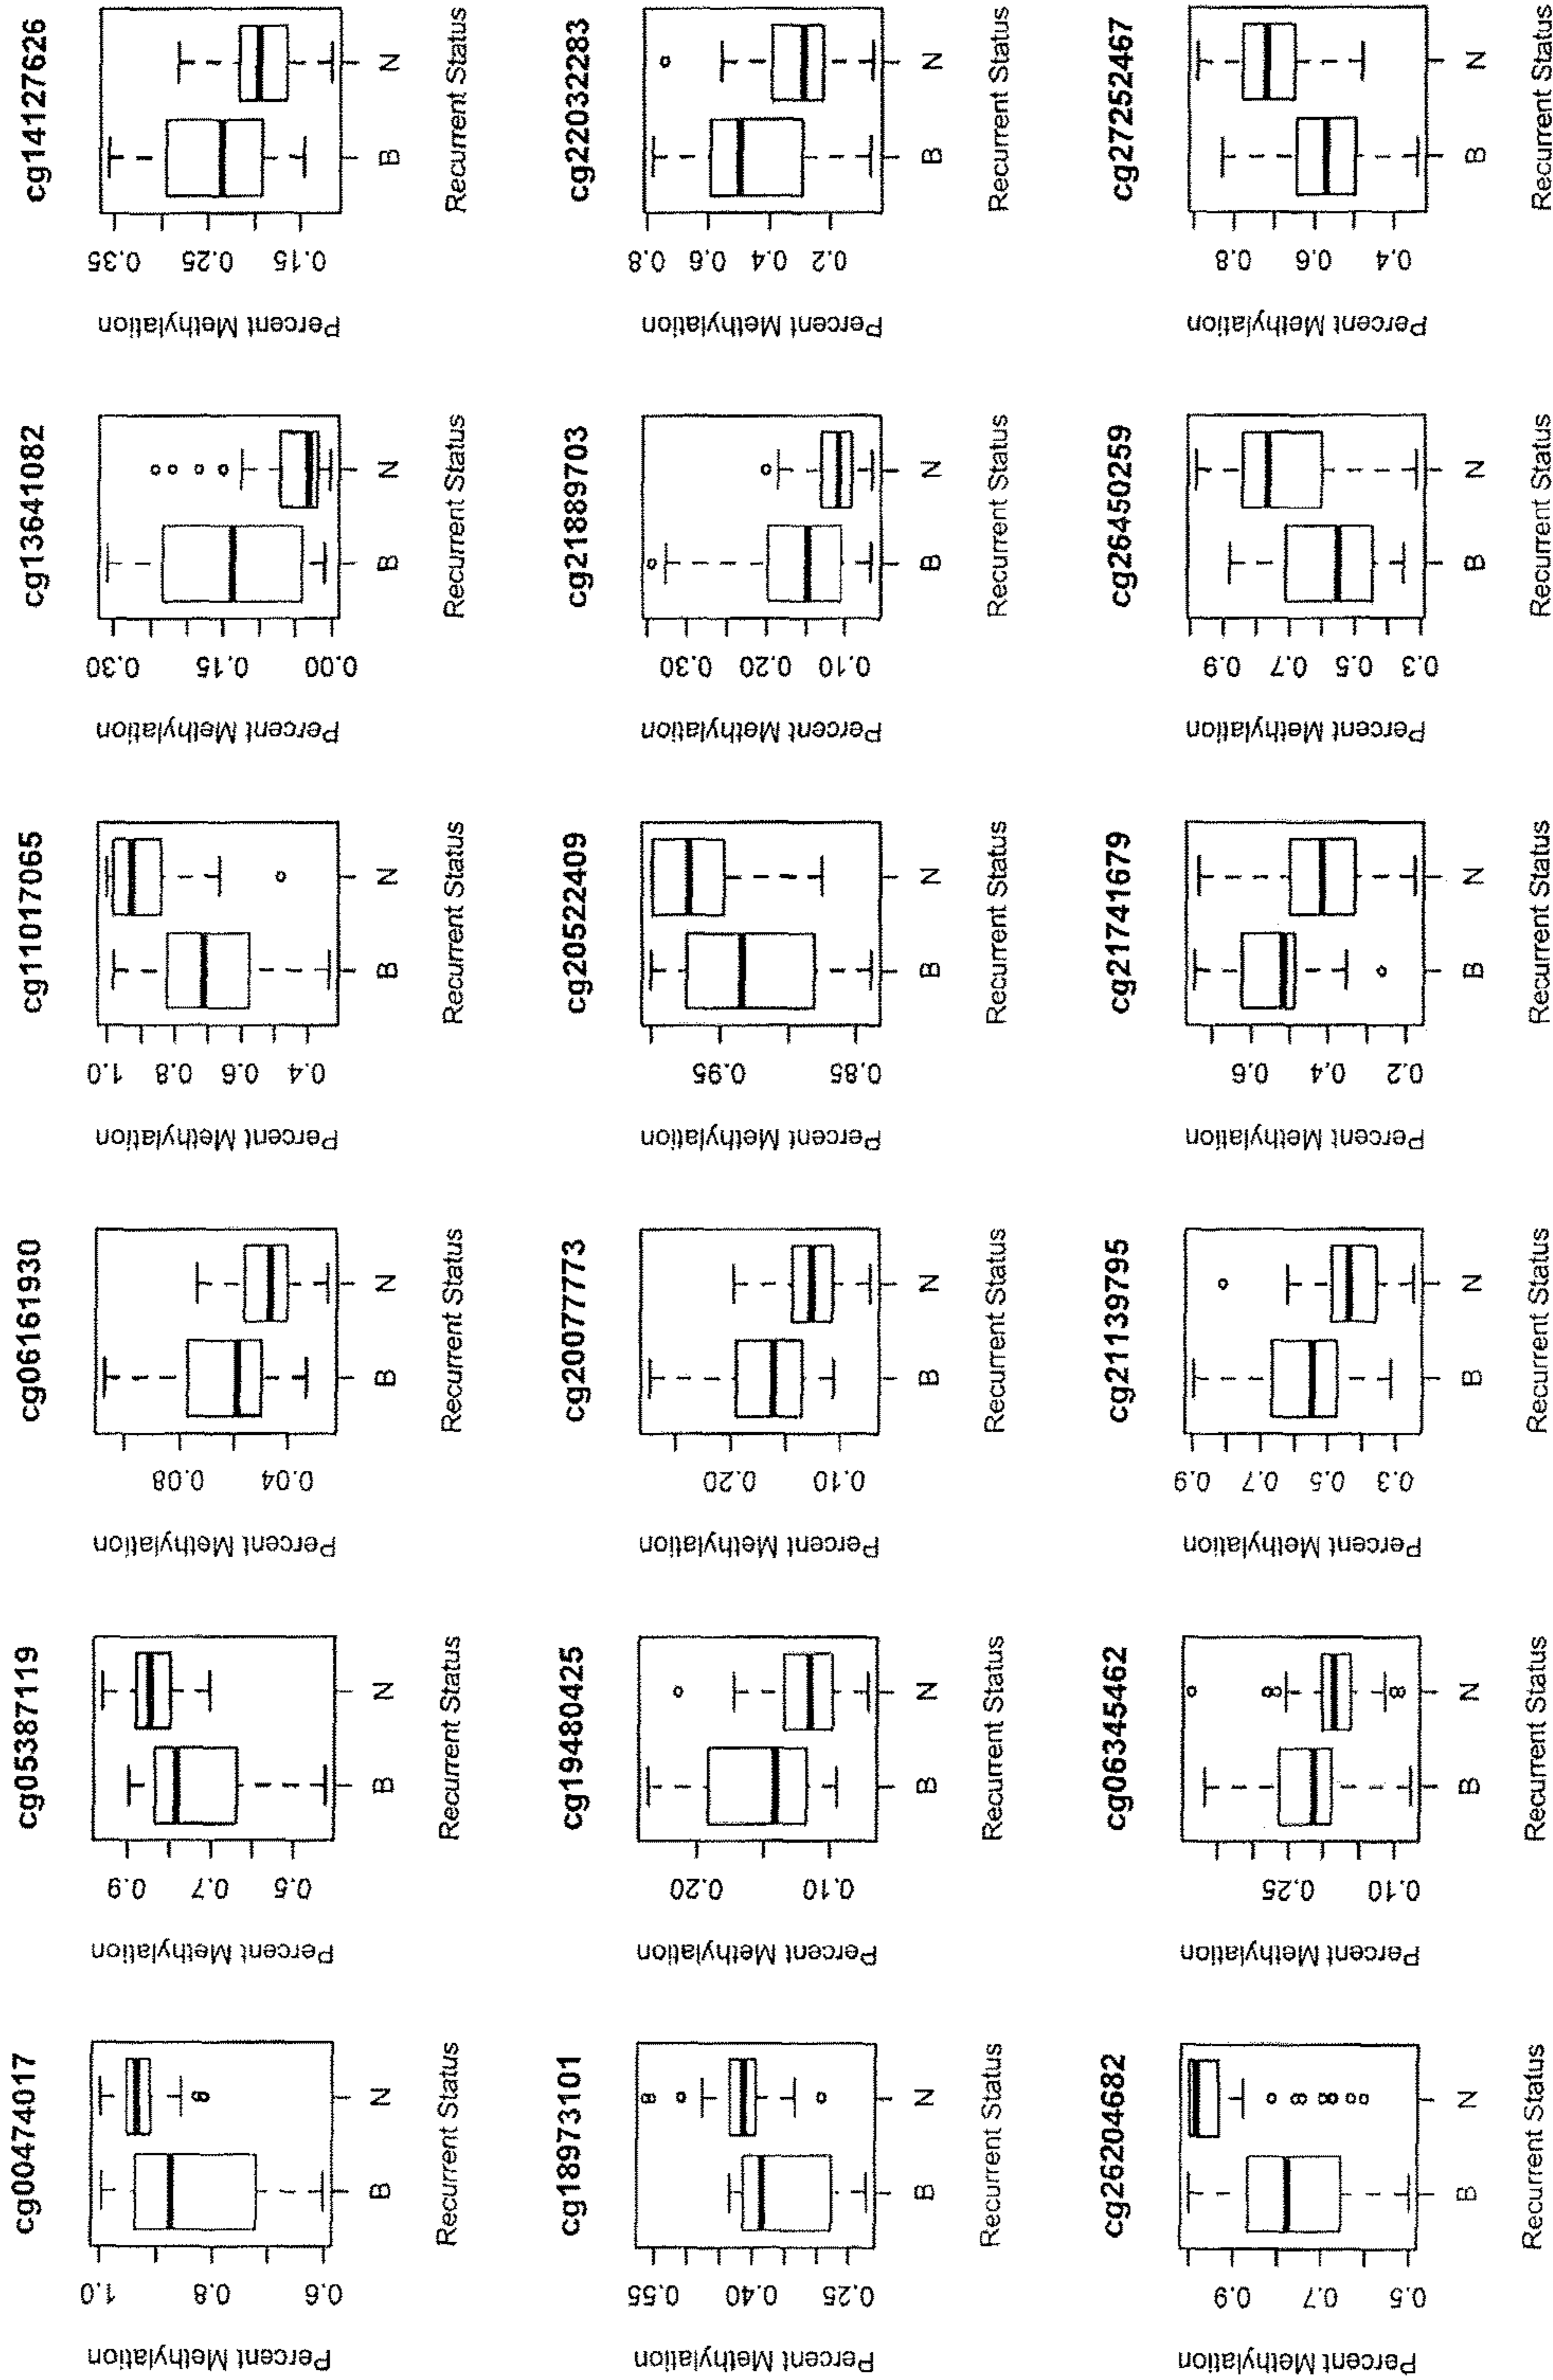 cg00474017
Percent Methylation
1.0
0.8
0.6
B N
Recurrent Status
cg05387119
Percent Methylation
0.9
0.7
0.5
B N
Recurrent Status
cg06161930
Percent Methylation
0.08
0.04
B N
Recurrent Status
cg11017065
Percent Methylation
1.0
0.8
0.6
0.4
B N
Recurrent Status
cg13641082
Percent Methylation
0.30
0.15
0.00
B N
Recurrent Status
cg14127626
Percent Methylation
0.35
0.25
0.15
B N
Recurrent Status
cg18973101
Percent Methylation
0.55
0.40
0.25
B N
Recurrent Status
cg19480425
Percent Methylation
0.20
0.10
B N
Recurrent Status
cg20077773
Percent Methylation
0.20
0.10
B N
Recurrent Status
cg20522409
Percent Methylation
0.95
0.85
B N
Recurrent Status
cg21889703
Percent Methylation
0.30
0.20
0.10
B N
Recurrent Status
cg22032283
Percent Methylation
0.8
0.6
0.4
0.2
B N
Recurrent Status
cg26204682
Percent Methylation
0.9
0.7
0.5
B N
Recurrent Status
cg06345462
Percent Methylation
0.25
0.10
B N
Recurrent Status
cg21139795
Percent Methylation
0.9
0.7
0.5
0.3
B N
Recurrent Status
cg21741679
Percent Methylation
0.6
0.4
0.2
B N
Recurrent Status
cg26450259
Percent Methylation
0.9
0.7
0.5
0.3
B N
Recurrent Status
cg27252467
Percent Methylation
0.8
0.6
0.4
B N
Recurrent Status